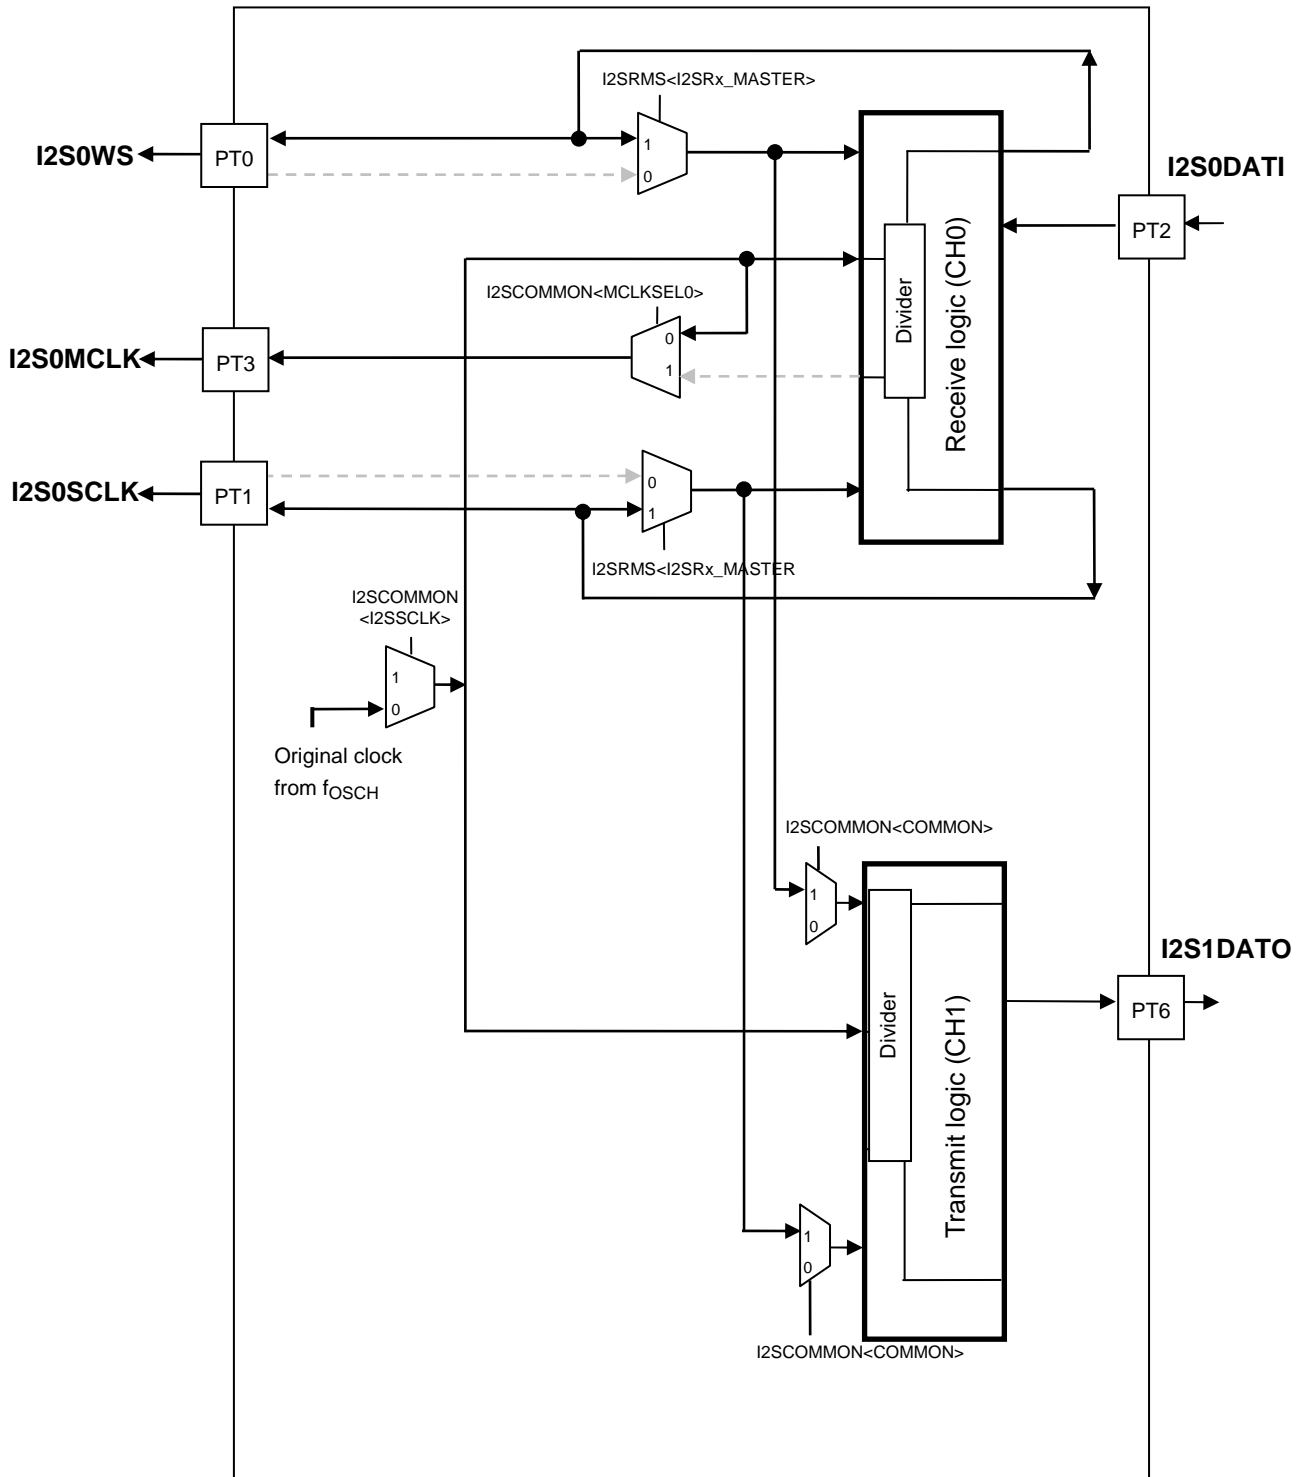 I2SRMS<I2SRx_MASTER>
I2S0WS
PT0
1
0
I2S0DATI
PT2
Receive logic (CH0)
Divider
I2SCOMMON<MCLKSEL0>
0
1
I2S0MCLK
PT3
I2S0SCLK
PT1
0
1
I2SRMS<I2SRx_MASTER
I2SCOMMON
<I2SSCLK>
1
0
Original clock
from fOSCH
I2SCOMMON<COMMON>
1
0
Divider
Transmit logic (CH1)
I2S1DATO
PT6
1
0
I2SCOMMON<COMMON>